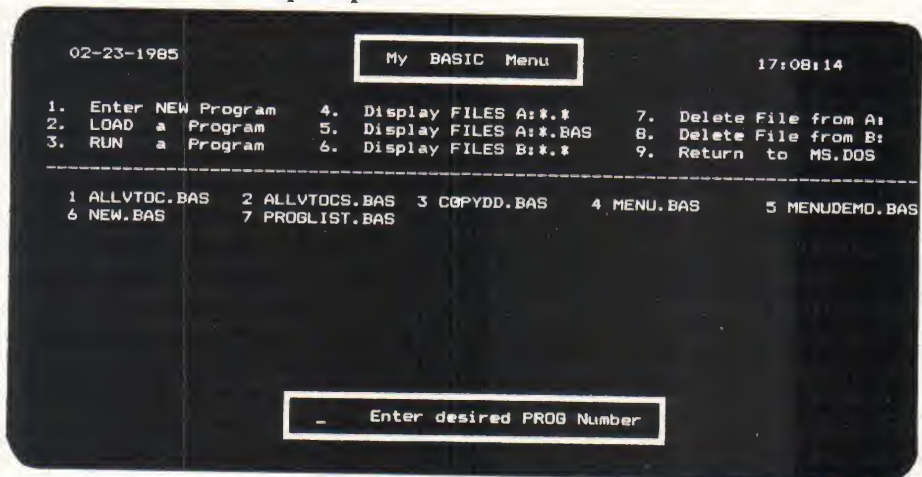 02-23-1985 My BASIC Menu 17:08:14
1. Enter NEW Program 4. Display FILES A:*.* 7. Delete File from A:
2. LOAD a Program 5. Display FILES A:*.BAS 8. Delete File from B:
3. RUN a Program 6. Display FILES B:*.* 9. Return to MS.DOS
1 ALLVTOC.BAS 2 ALLVTOCS.BAS 3 COPYDD.BAS 4 MENU.BAS 5 MENUDEMO.BAS
6 NEW.BAS 7 PROGLIST.BAS
_ Enter desired PROG Number